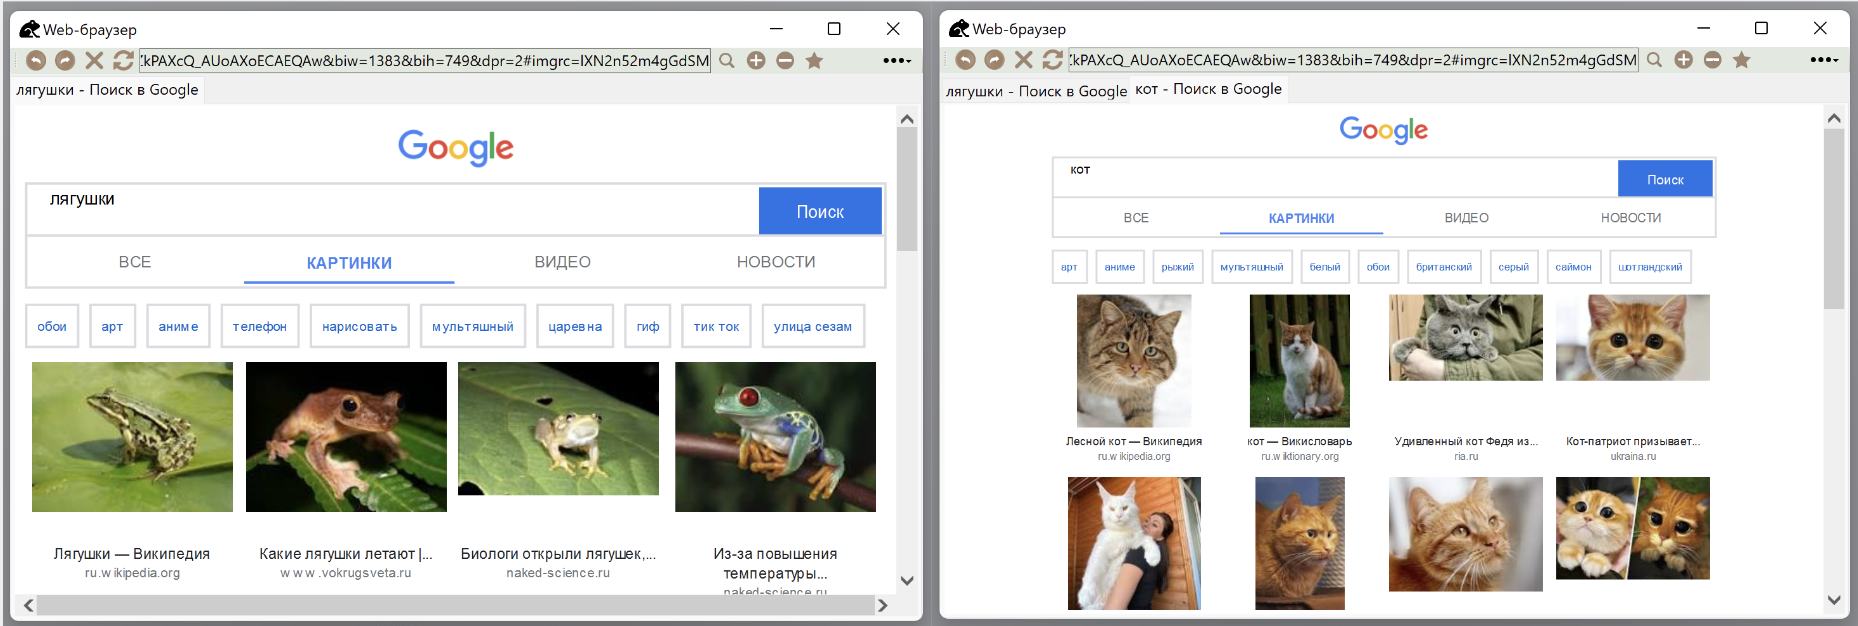 Web-браузер
ZkPAXcQ_AUoAXoECAEQAw&biw=1383&bih=749&dpr=2#imgrc=lXN2n52m4gGdSM
лягушки - Поиск в Google
Google
лягушки
Поиск
ВСЕ КАРТИНКИ ВИДЕО НОВОСТИ
обои арт аниме телефон нарисовать мультяшный царевна гиф тик ток улица сезам
Лягушки — Википедия
ru.wikipedia.org
Какие лягушки летают |...
www.vokrugsveta.ru
Биологи открыли лягушек,...
naked-science.ru
Из-за повышения
температуры...
naked-science.ru
Web-браузер
ZkPAXcQ_AUoAXoECAEQAw&biw=1383&bih=749&dpr=2#imgrc=lXN2n52m4gGdSM
лягушки - Поиск в Google кот - Поиск в Google
Google
кот
Поиск
ВСЕ КАРТИНКИ ВИДЕО НОВОСТИ
арт аниме рыжий мультяшный белый обои британский серый саймон шотландский
Лесной кот — Википедия
ru.wikipedia.org
кот — Викисловарь
ru.wiktionary.org
Удивленный кот Федя из...
ria.ru
Кот-патриот призывает...
ukraina.ru